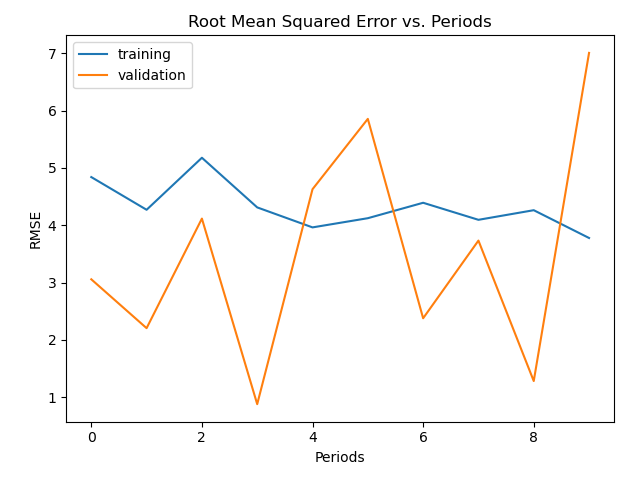 Root Mean Squared Error vs. Periods
training
validation
7
6
5
4
3
2
1
RMSE
0 2 4 6 8
Periods